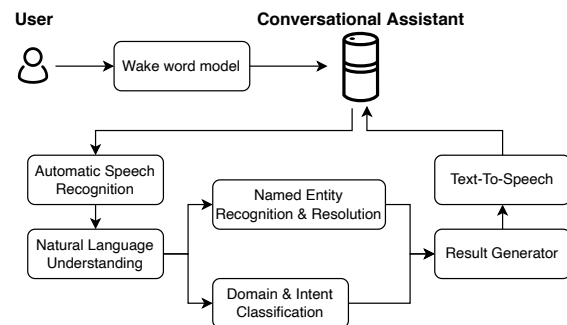 User
Conversational Assistant
Wake word model
Automatic Speech
Recognition
Natural Language
Understanding
Named Entity
Recognition & Resolution
Domain & Intent
Classification
Text-To-Speech
Result Generator